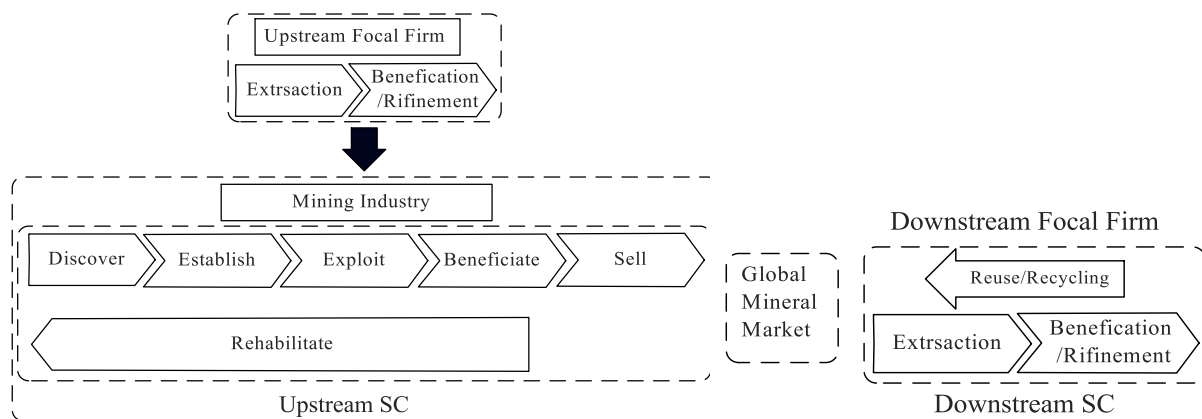 Upstream Focal Firm
Extrsaction
Benefication
/Rifinement
Mining Industry
Discover
Establish
Exploit
Beneficiate
Sell
Rehabilitate
Upstream SC
Global
Mineral
Market
Downstream Focal Firm
Reuse/Recycling
Extrsaction
Benefication
/Rifinement
Downstream SC